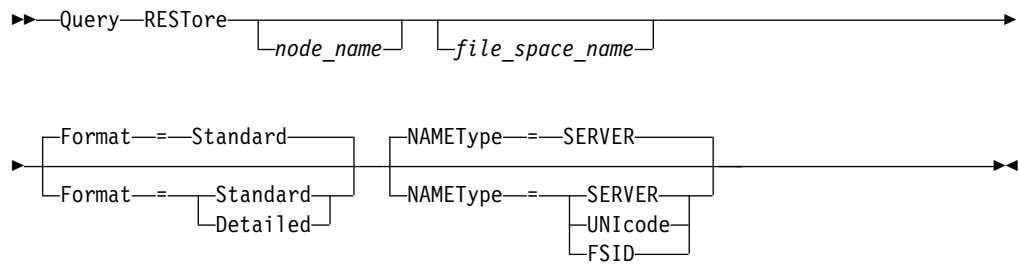 Query RESTore
node_name file_space_name
Format = Standard NAMEType = SERVER
Format = Standard NAMEType = SERVER
Detailed UNIcode
FSID